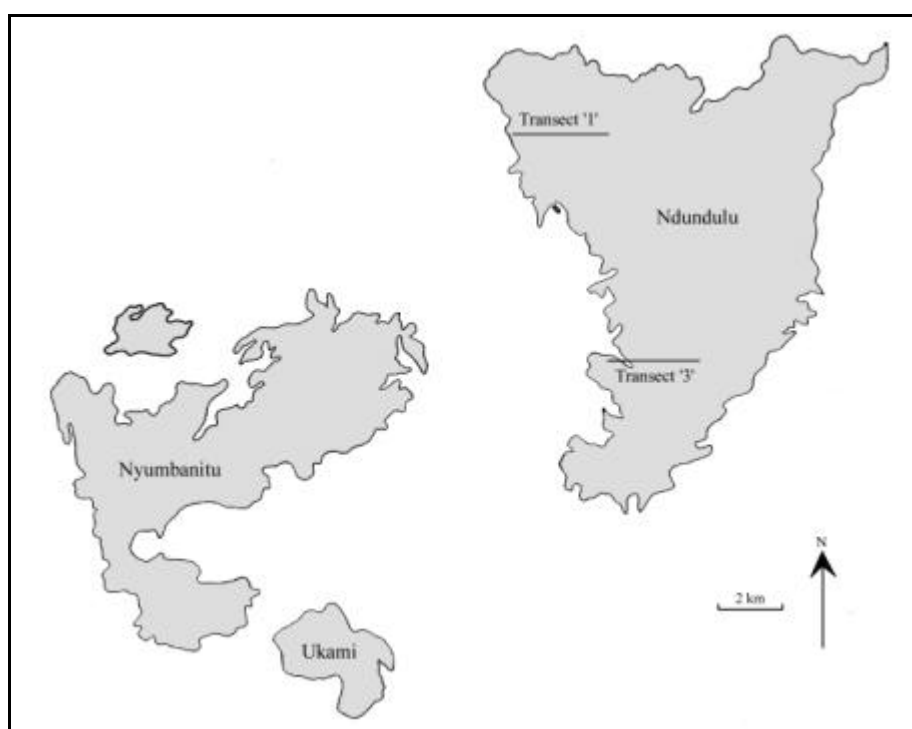 Transect '1'
Ndundulu
Transect '3'
Nyumbanitu
N
2 km
Ukami